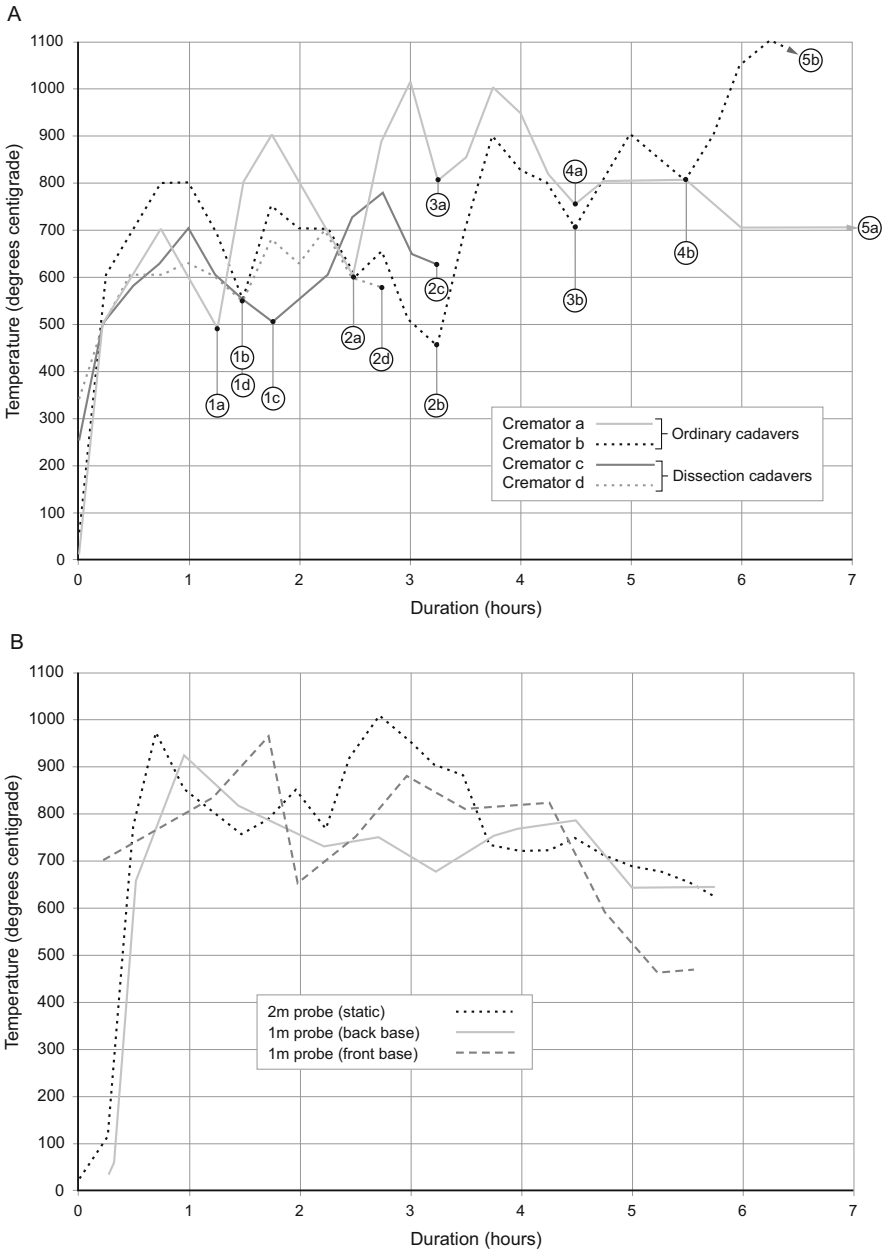 A
Temperature (degrees centigrade)
1100
1000
900
800
700
600
500
400
300
200
100
0
5b
4a
3a
5a
4b
2c
3b
1b
2a
2d
1d
1a
1c
2b
Cremator a
Cremator b
Ordinary cadavers
Cremator c
Cremator d
Dissection cadavers
0 1 2 3 4 5 6 7
Duration (hours)
B
Temperature (degrees centigrade)
1100
1000
900
800
700
600
500
400
300
200
100
0
2m probe (static)
1m probe (back base)
1m probe (front base)
0 1 2 3 4 5 6 7
Duration (hours)